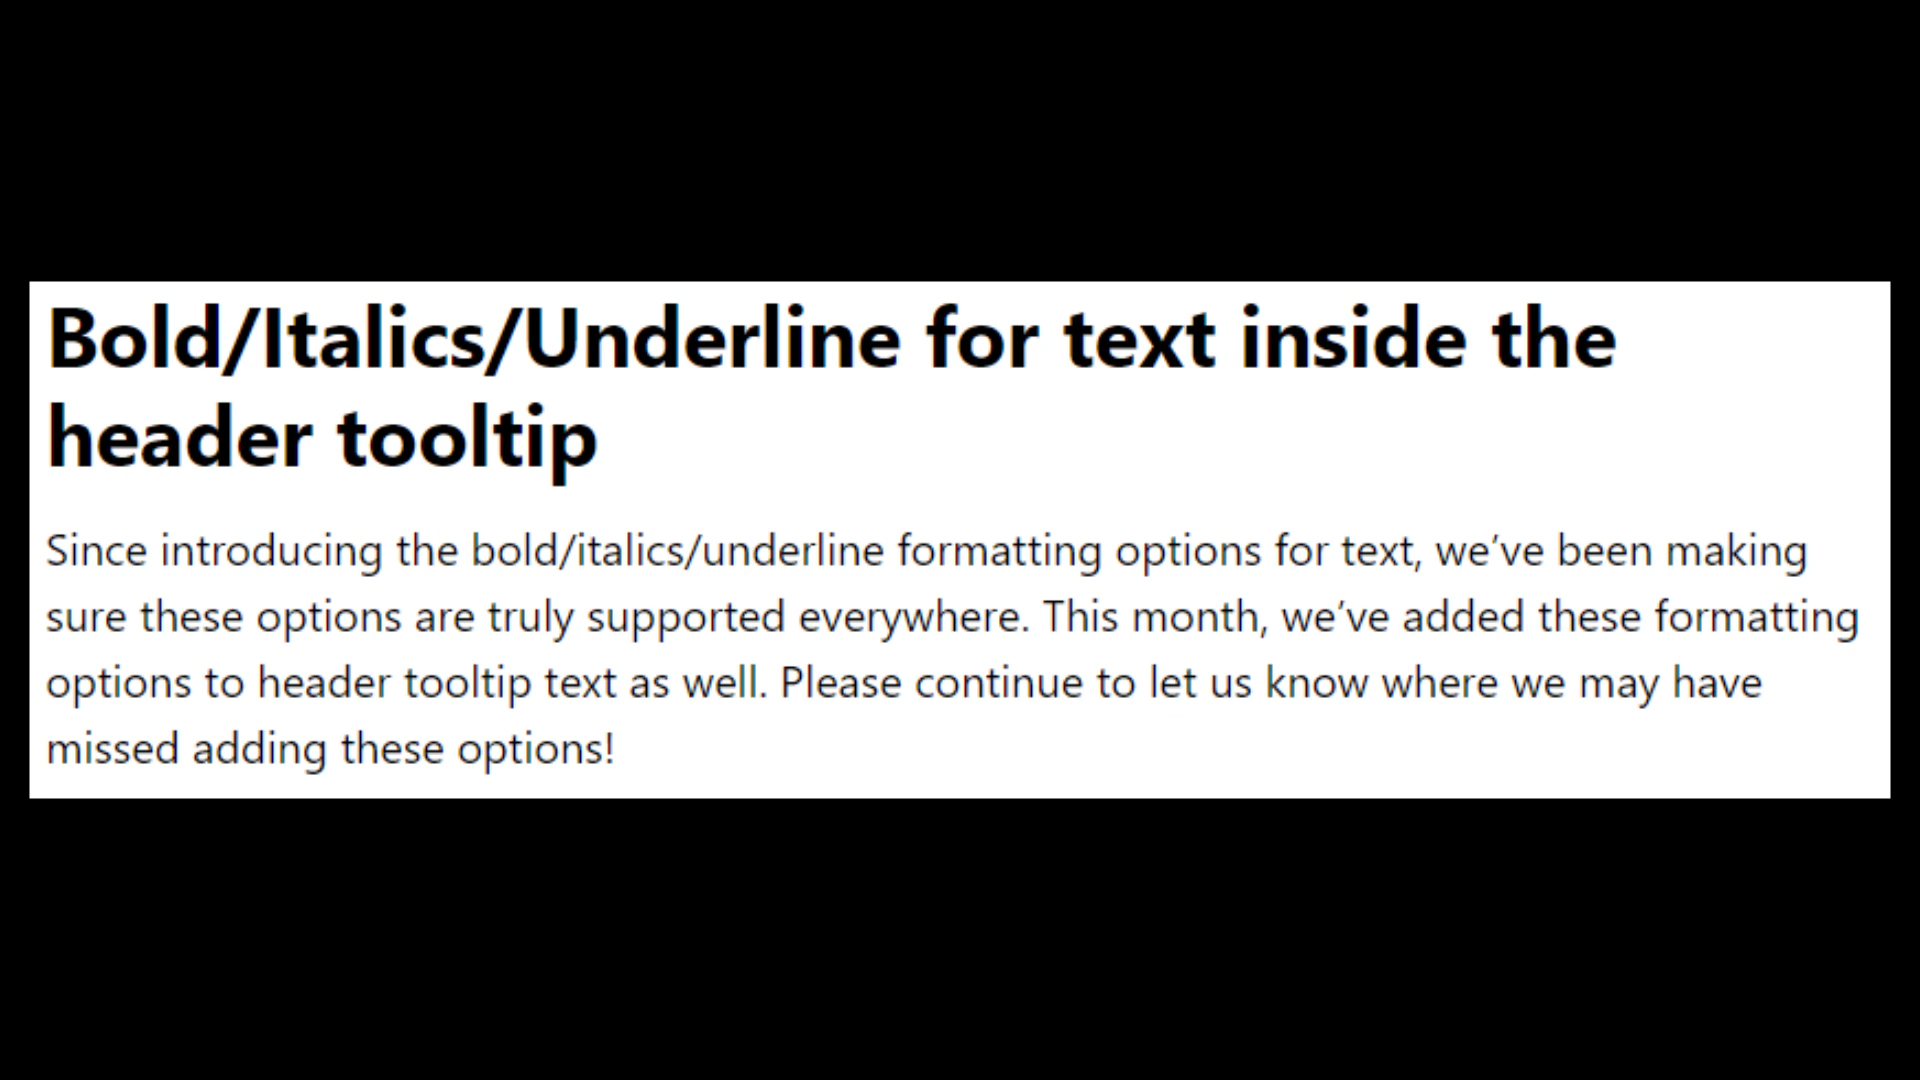 Bold/Italics/Underline for text inside the
header tooltip
Since introducing the bold/italics/underline formatting options for text, we’ve been making
sure these options are truly supported everywhere. This month, we’ve added these formatting
options to header tooltip text as well. Please continue to let us know where we may have
missed adding these options!